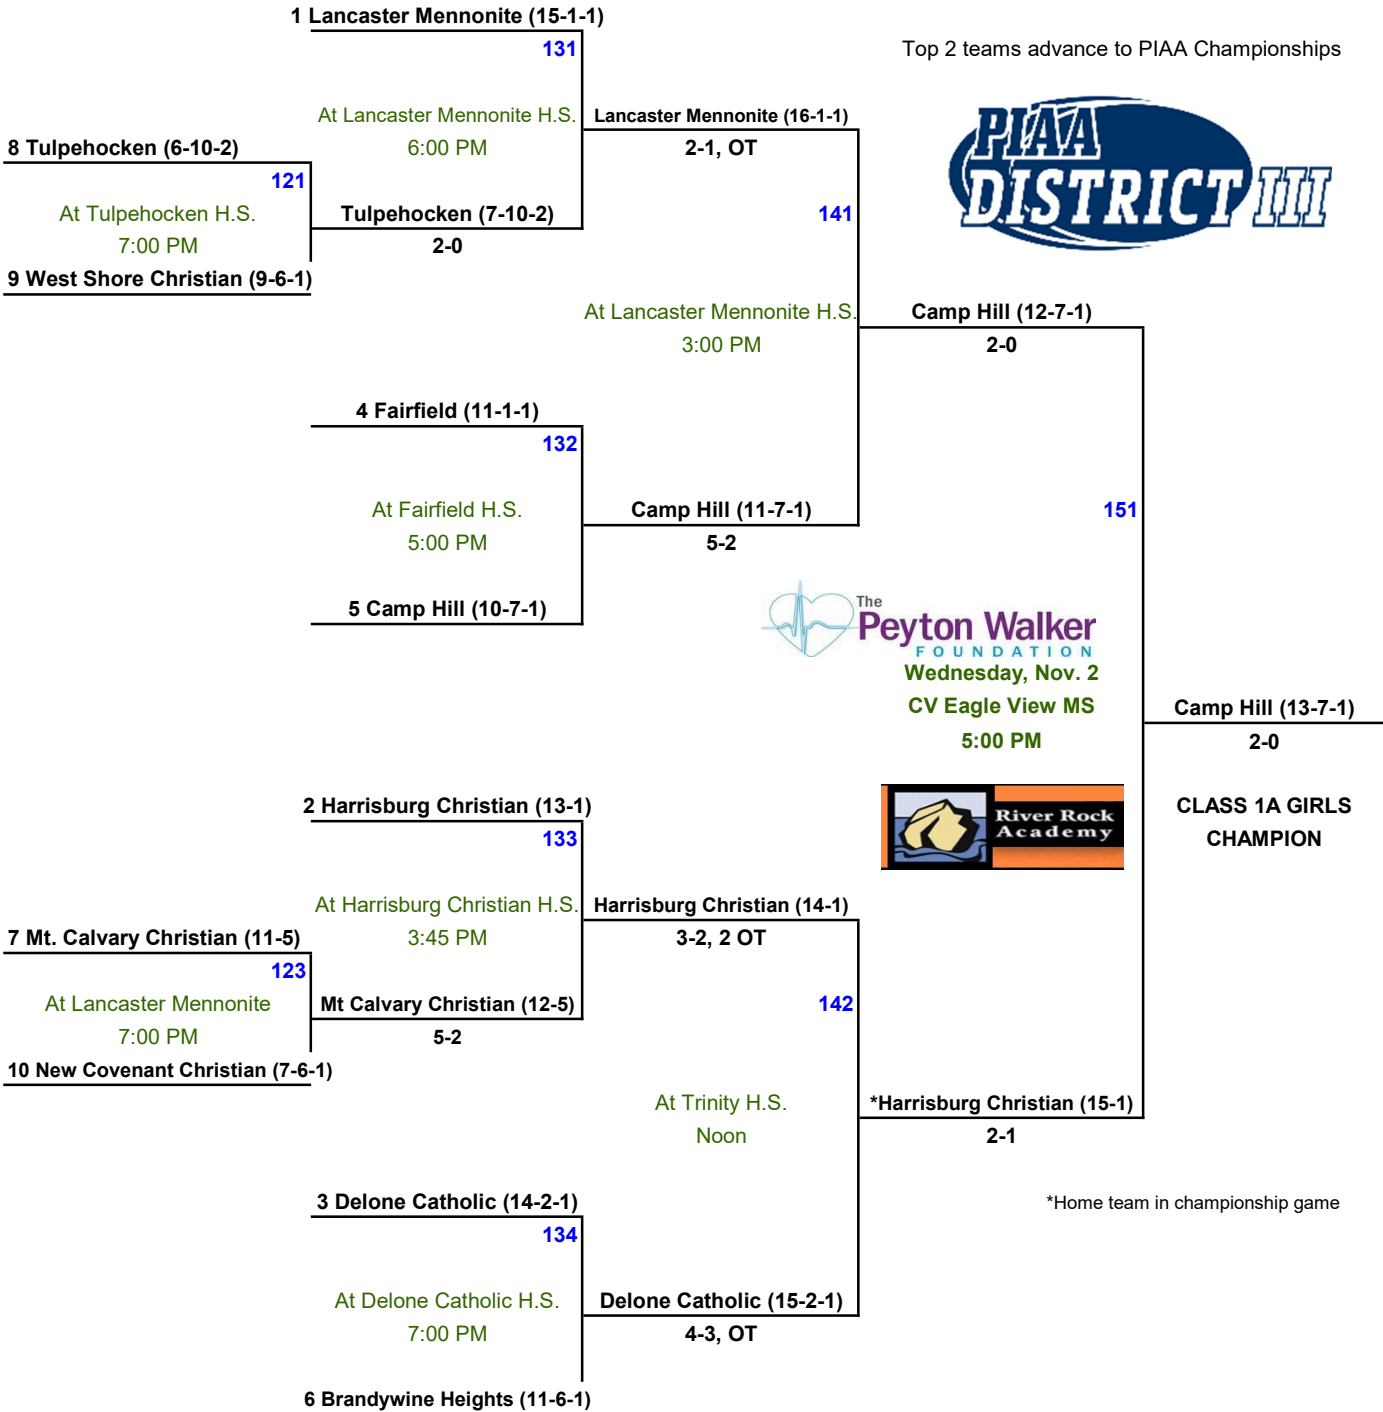 1 Lancaster Mennonite (15-1-1)
131
Top 2 teams advance to PIAA Championships
At Lancaster Mennonite H.S.
6:00 PM
Lancaster Mennonite (16-1-1)
2-1, OT
PIAA
DISTRICT III
8 Tulpehocken (6-10-2)
121
At Tulpehocken H.S.
7:00 PM
Tulpehocken (7-10-2)
2-0
141
9 West Shore Christian (9-6-1)
At Lancaster Mennonite H.S.
3:00 PM
Camp Hill (12-7-1)
2-0
4 Fairfield (11-1-1)
132
At Fairfield H.S.
5:00 PM
Camp Hill (11-7-1)
5-2
151
5 Camp Hill (10-7-1)
The
Peyton Walker
FOUNDATION
Wednesday, Nov. 2
CV Eagle View MS
5:00 PM
Camp Hill (13-7-1)
2-0
CLASS 1A GIRLS
CHAMPION
River Rock
Academy
2 Harrisburg Christian (13-1)
133
At Harrisburg Christian H.S.
3:45 PM
Harrisburg Christian (14-1)
3-2, 2 OT
7 Mt. Calvary Christian (11-5)
123
At Lancaster Mennonite
7:00 PM
Mt Calvary Christian (12-5)
5-2
142
10 New Covenant Christian (7-6-1)
At Trinity H.S.
Noon
*Harrisburg Christian (15-1)
2-1
3 Delone Catholic (14-2-1)
134
*Home team in championship game
At Delone Catholic H.S.
7:00 PM
Delone Catholic (15-2-1)
4-3, OT
6 Brandywine Heights (11-6-1)